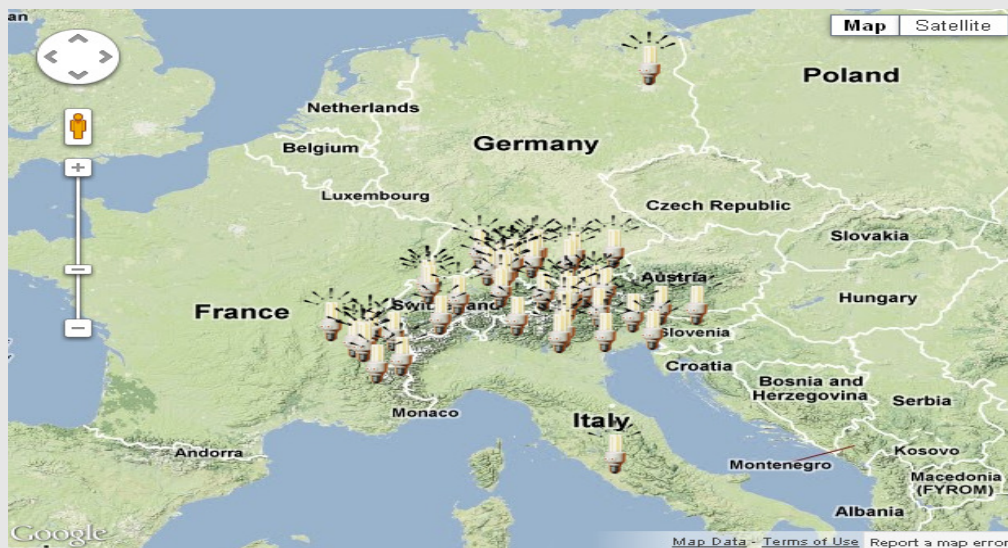 an
Map
Satellite
Poland
Netherlands
Germany
Belgium
Luxembourg
Czech Republic
Slovakia
Austria
Hungary
France
Slovenia
Croatia
Bosnia and
Herzegovina
Serbia
Monaco
Italy
Andorra
Montenegro
Kosovo
Macedonia
(FYROM)
Albania
Google
Map Data - Terms of Use Report a map error